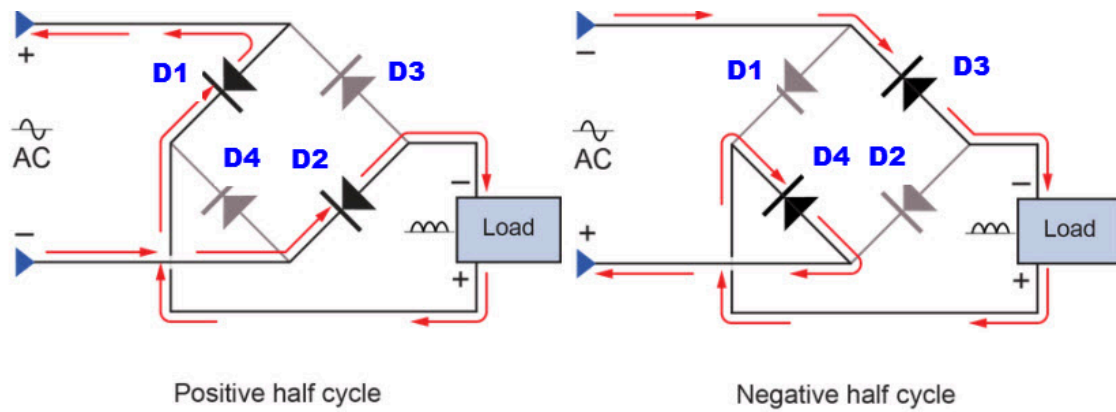 +
D1
D3
AC
D4
D2
−
Load
−
+
Positive half cycle
−
D1
D3
AC
D4
D2
−
Load
+
+
Negative half cycle